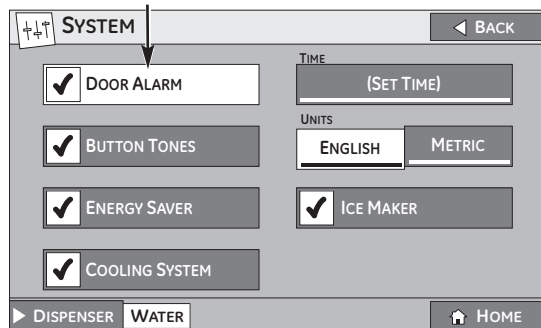 SYSTEM
BACK
DOOR ALARM
TIME
(SET TIME)
BUTTON TONES
UNITS
ENGLISH
METRIC
ENERGY SAVER
ICE MAKER
COOLING SYSTEM
DISPENSER
WATER
HOME